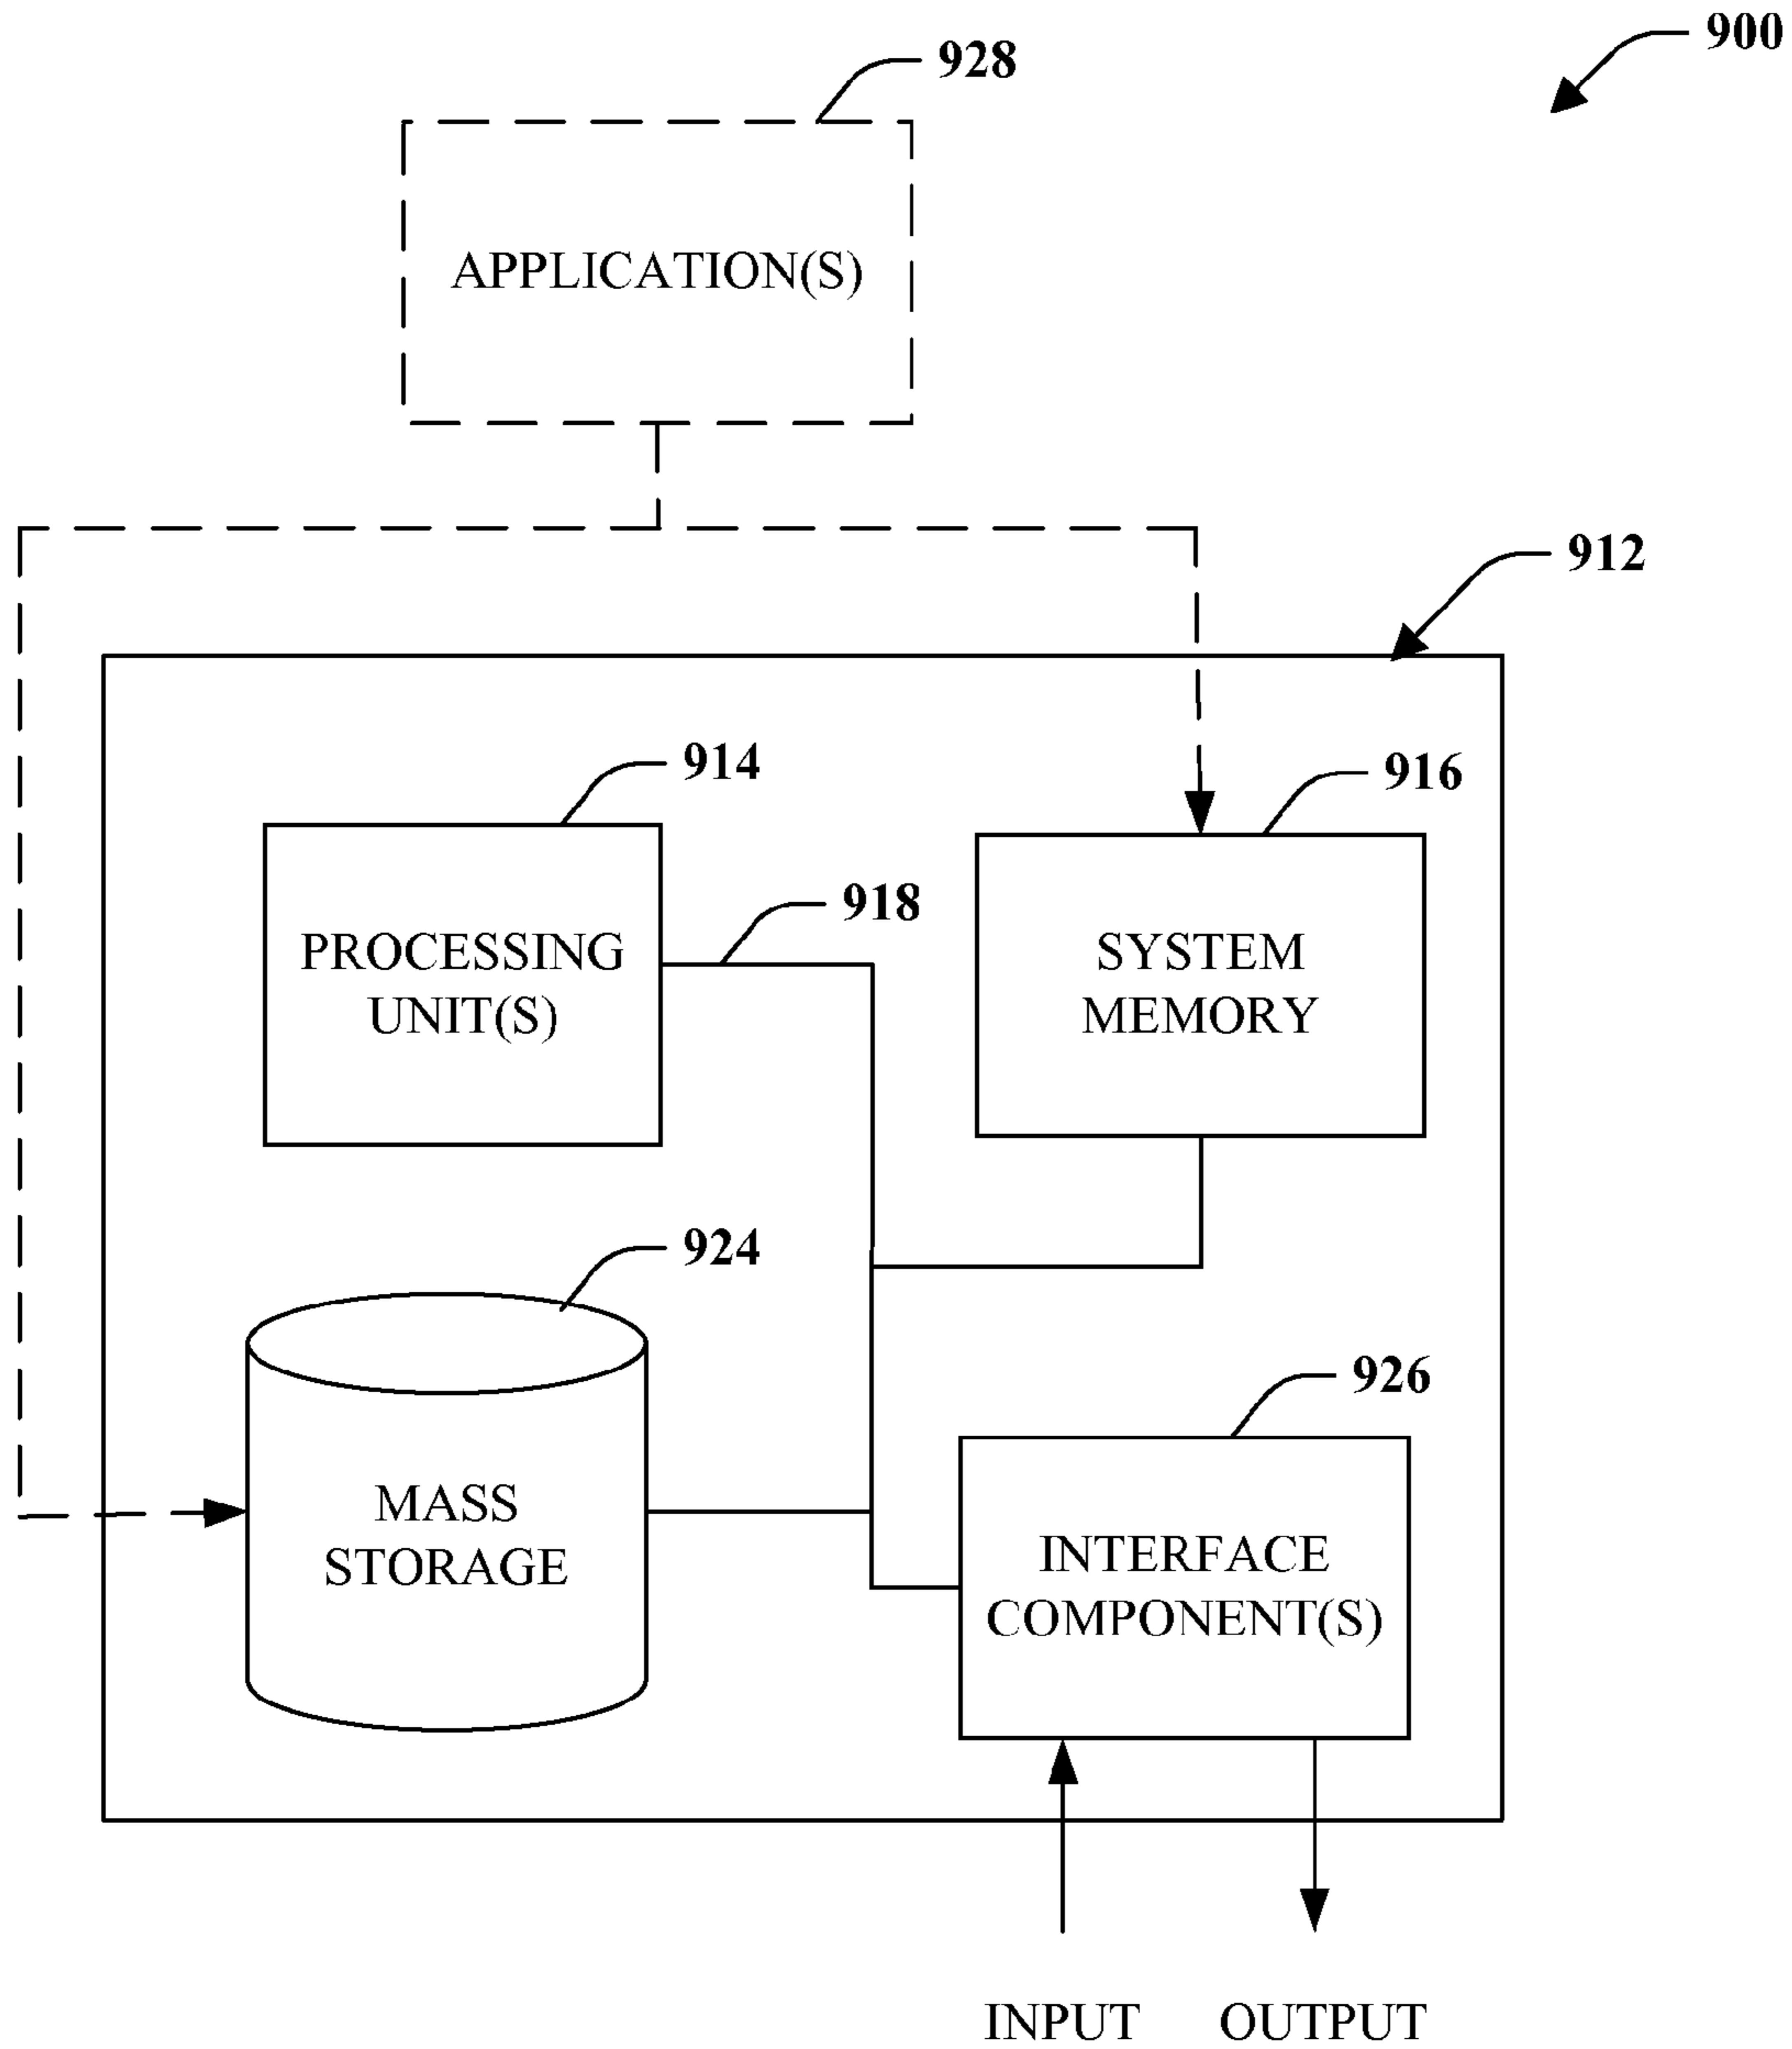 900
928
APPLICATION(S)
912
914
916
918
PROCESSING
UNIT(S)
SYSTEM
MEMORY
924
926
MASS
STORAGE
INTERFACE
COMPONENT(S)
INPUT
OUTPUT